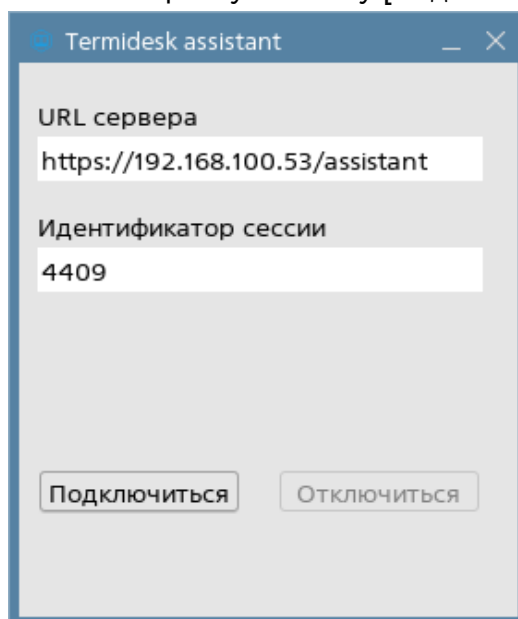 Termidesk assistant
URL сервера
https://192.168.100.53/assistant
Идентификатор сессии
4409
Подключиться Отключиться